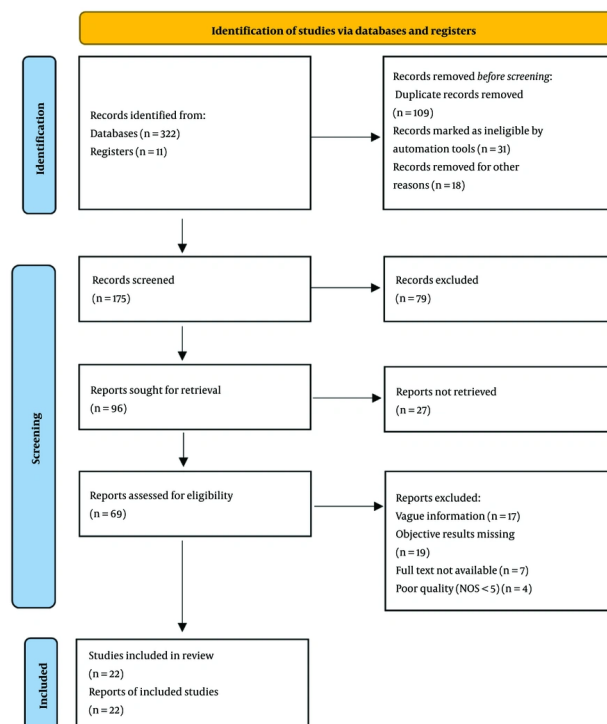 Identification of studies via databases and registers
Identification
Records identified from:
Databases (n = 322)
Registers (n = 11)
Records removed before screening:
Duplicate records removed
(n = 109)
Records marked as ineligible by
automation tools (n = 31)
Records removed for other
reasons (n = 18)
Screening
Records screened
(n = 175)
Records excluded
(n = 79)
Reports sought for retrieval
(n = 96)
Reports not retrieved
(n = 27)
Reports assessed for eligibility
(n = 69)
Reports excluded:
Vague information (n = 17)
Objective results missing
(n = 19)
Full text not available (n = 7)
Poor quality (NOS < 5) (n = 4)
Included
Studies included in review
(n = 22)
Reports of included studies
(n = 22)